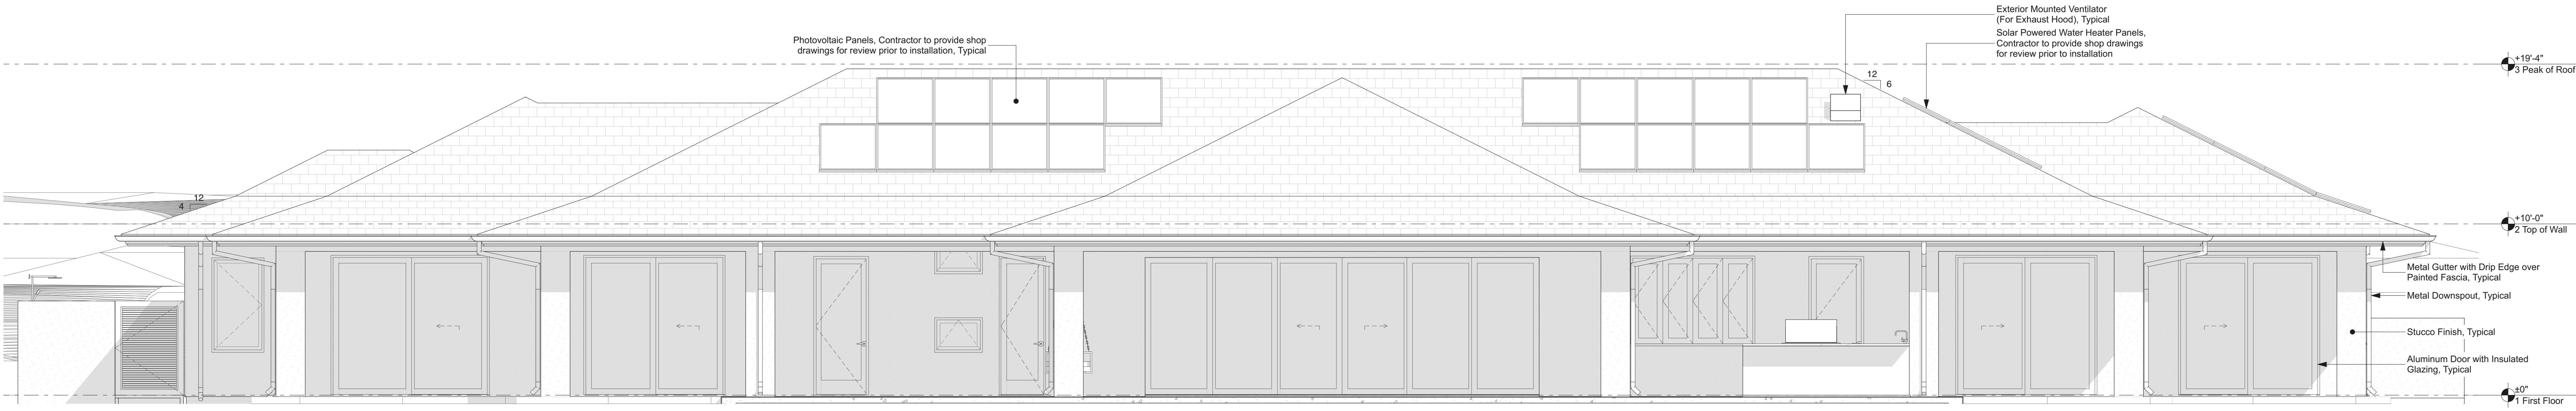 Exterior Mounted Ventilator
(For Exhaust Hood), Typical
Photovoltaic Panels, Contractor to provide shop
drawings for review prior to installation, Typical
Solar Powered Water Heater Panels,
Contractor to provide shop drawings
for review prior to installation
+19'-4"
3 Peak of Roof
12
6
12
4
+10'-0"
2 Top of Wall
Metal Gutter with Drip Edge over
Painted Fascia, Typical
Metal Downspout, Typical
Stucco Finish, Typical
Aluminum Door with Insulated
Glazing, Typical
±0"
1 First Floor